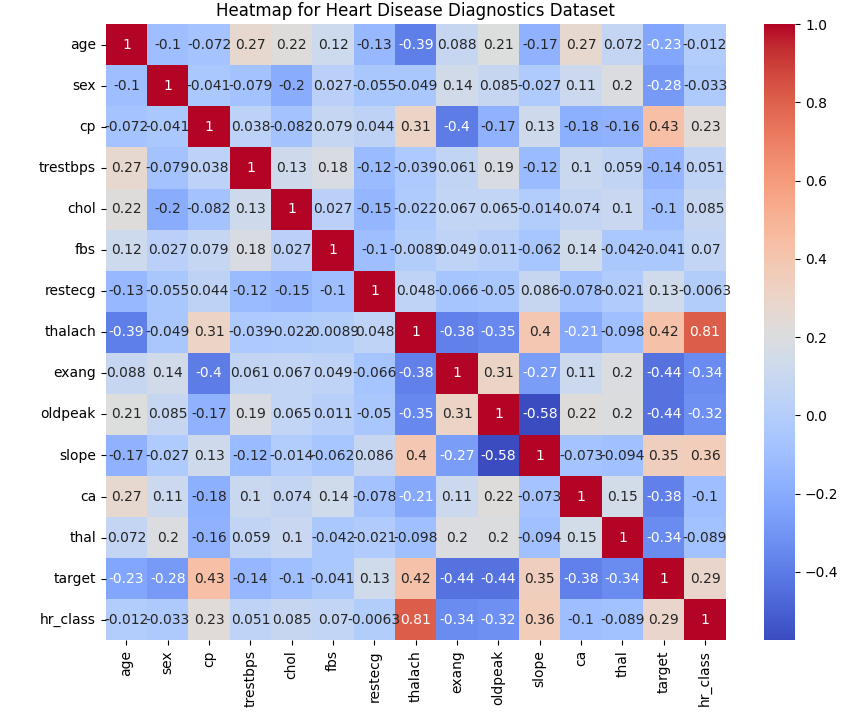 Heatmap for Heart Disease Diagnostics Dataset
age 1 -0.1 -0.072 0.27 0.22 0.12 -0.13 -0.39 0.088 0.21 -0.17 0.27 0.072 -0.23 -0.012
sex -0.1 1 -0.041 -0.079 -0.2 0.027 -0.055 -0.049 0.14 0.085 -0.027 0.11 0.2 -0.28 -0.033
cp -0.072 -0.041 1 0.038 -0.082 0.079 0.044 0.31 -0.4 -0.17 0.13 -0.18 -0.16 0.43 0.23
trestbps 0.27 -0.079 0.038 1 0.13 0.18 -0.12 -0.039 0.061 0.19 -0.12 0.1 0.059 -0.14 0.051
chol 0.22 -0.2 -0.082 0.13 1 0.027 -0.15 -0.022 0.067 0.065 -0.014 0.074 0.1 -0.1 0.085
fbs 0.12 0.027 0.079 0.18 0.027 1 -0.1 -0.0089 0.049 0.011 -0.062 0.14 -0.042 -0.041 0.07
restecg -0.13 -0.055 0.044 -0.12 -0.15 -0.1 1 0.048 -0.066 -0.05 0.086 -0.078 -0.021 0.13 -0.0063
thalach -0.39 -0.049 0.31 -0.039 -0.022 -0.0089 0.048 1 -0.38 -0.35 0.4 -0.21 -0.098 0.42 0.81
exang 0.088 0.14 -0.4 0.061 0.067 0.049 -0.066 -0.38 1 0.31 -0.27 0.11 0.2 -0.44 -0.34
oldpeak 0.21 0.085 -0.17 0.19 0.065 0.011 -0.05 -0.35 0.31 1 -0.58 0.22 0.2 -0.44 -0.32
slope -0.17 -0.027 0.13 -0.12 -0.014 -0.062 0.086 0.4 -0.27 -0.58 1 -0.073 -0.094 0.35 0.36
ca 0.27 0.11 -0.18 0.1 0.074 0.14 -0.078 -0.21 0.11 0.22 -0.073 1 0.15 -0.38 -0.1
thal 0.072 0.2 -0.16 0.059 0.1 -0.042 -0.021 -0.098 0.2 0.2 -0.094 0.15 1 -0.34 -0.089
target -0.23 -0.28 0.43 -0.14 -0.1 -0.041 0.13 0.42 -0.44 -0.44 0.35 -0.38 -0.34 1 0.29
hr_class -0.012 -0.033 0.23 0.051 0.085 0.07 -0.0063 0.81 -0.34 -0.32 0.36 -0.1 -0.089 0.29 1
age sex cp trestbps chol fbs restecg thalach exang oldpeak slope ca thal target hr_class
1.0
0.8
0.6
0.4
0.2
0.0
−0.2
−0.4